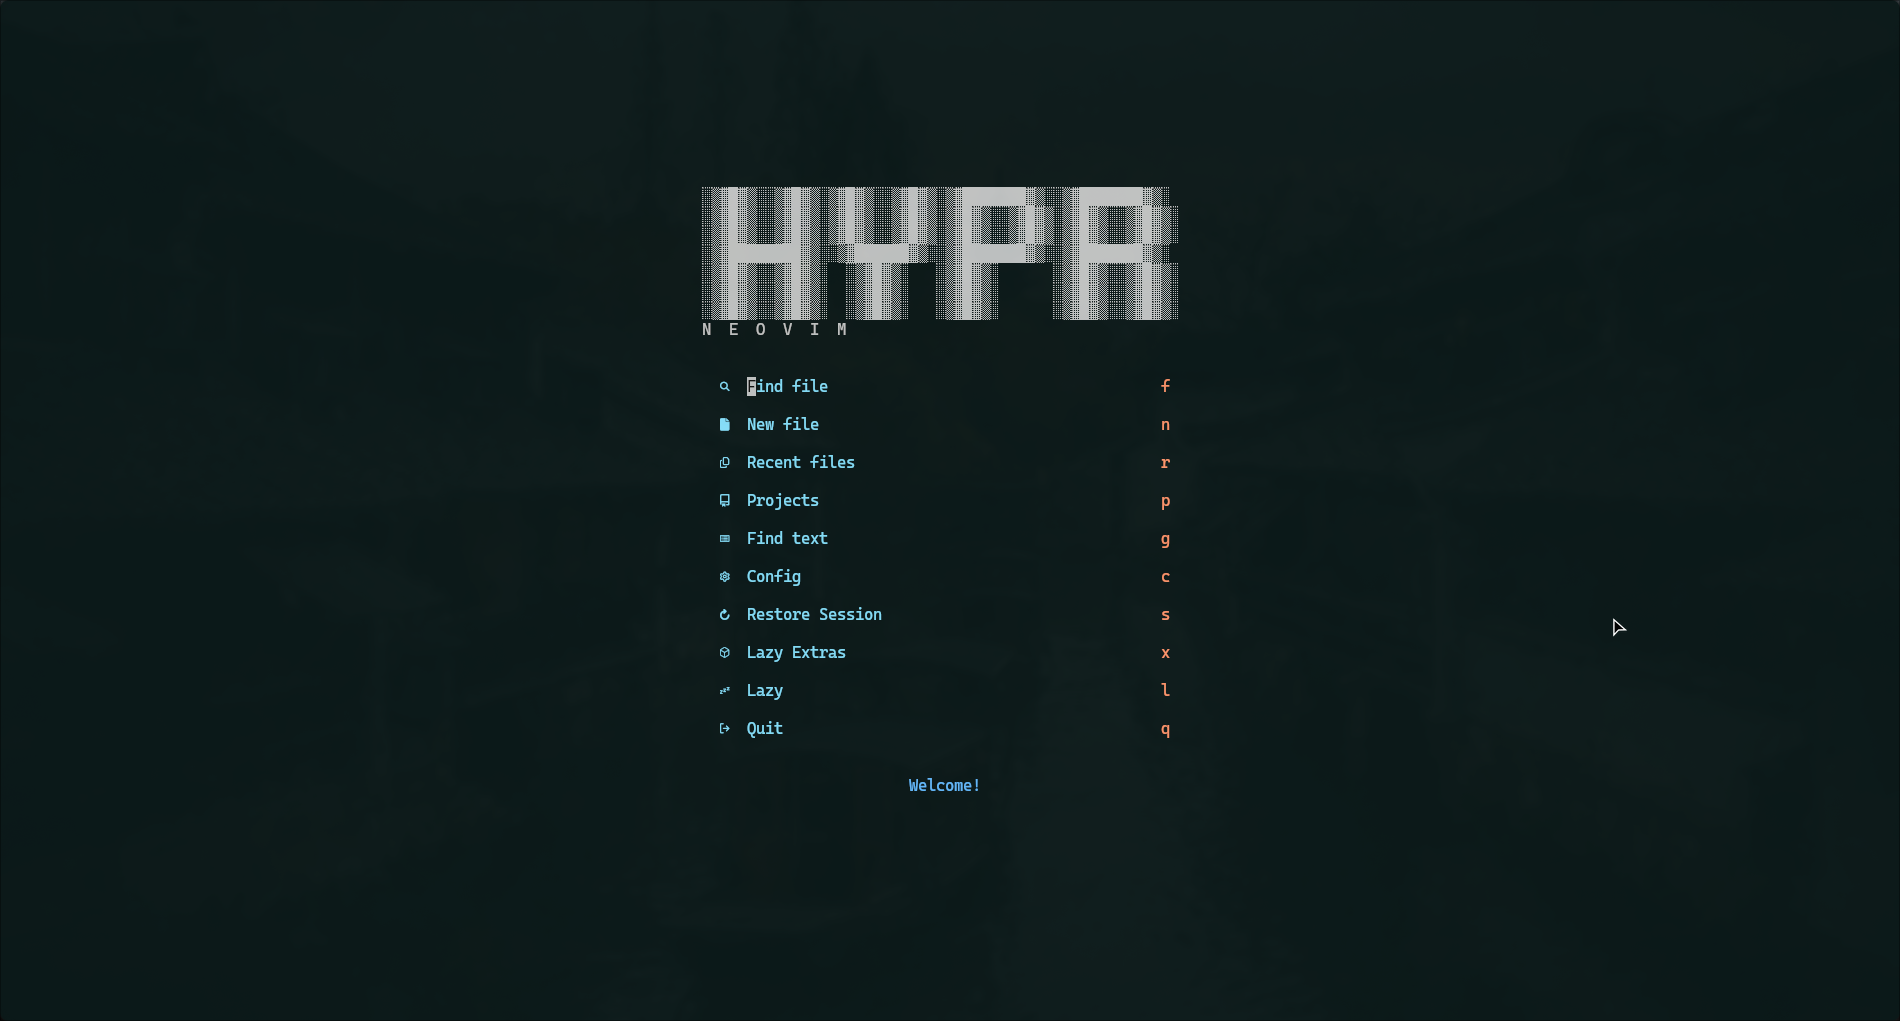 HYPR
N E O V I M
Find file f
New file n
Recent files r
Projects p
Find text g
Config c
Restore Session s
Lazy Extras x
Lazy l
Quit q
Welcome!